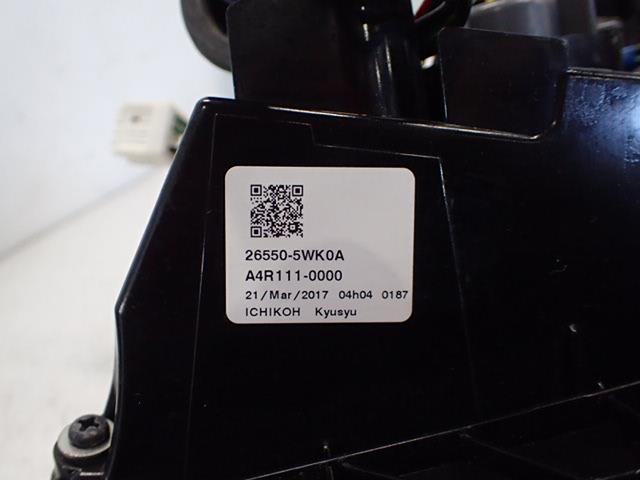 26550-5WK0A
A4R111-0000
21/Mar/2017 04h04 0187
ICHIKOH Kyusyu